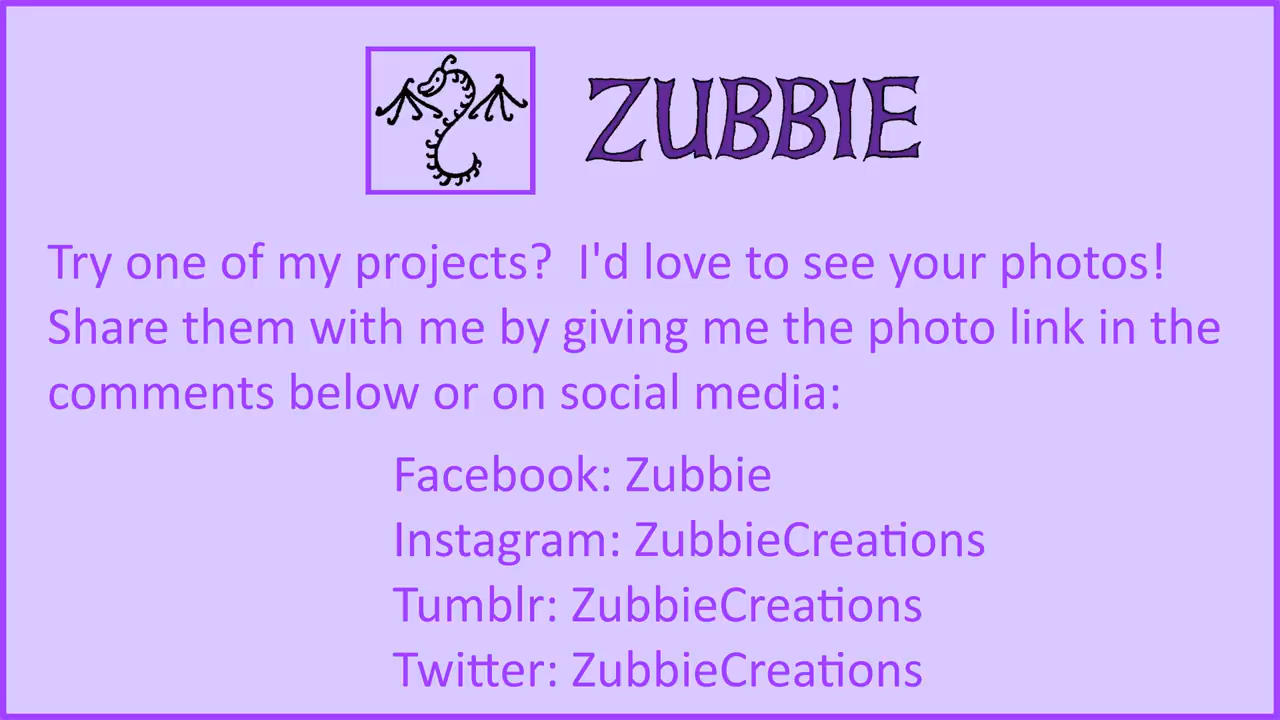 ZUBBIE
Try one of my projects?  I'd love to see your photos!
Share them with me by giving me the photo link in the
comments below or on social media:
Facebook: Zubbie
Instagram: ZubbieCreations
Tumblr: ZubbieCreations
Twitter: ZubbieCreations